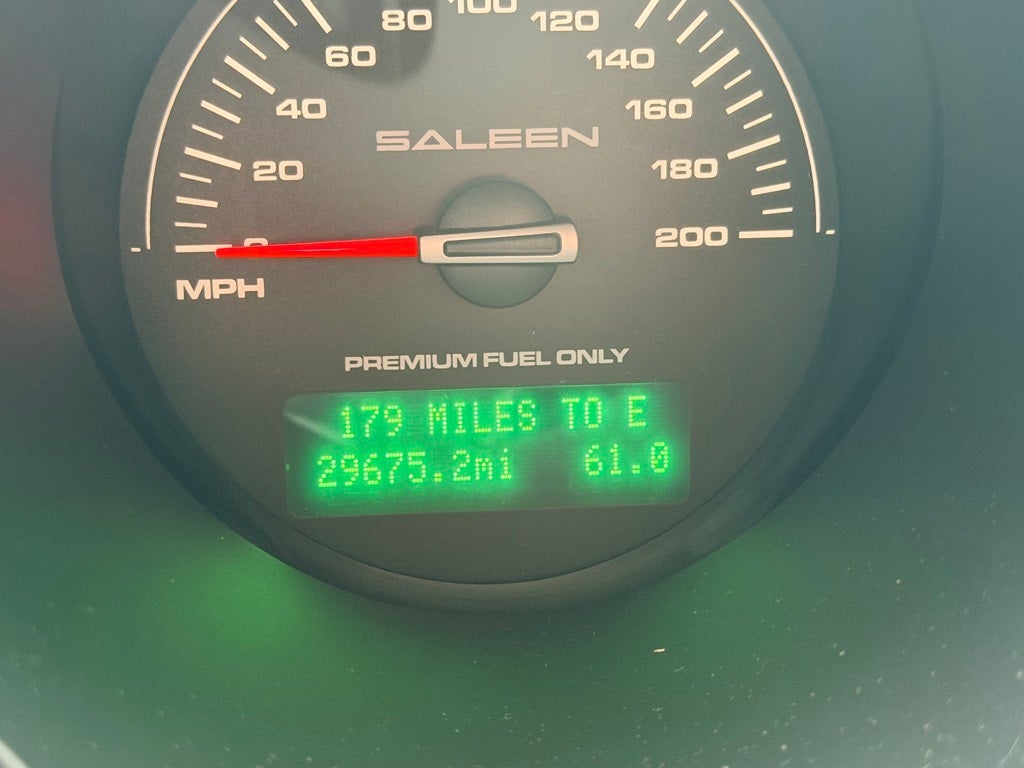 80 100 120
60 140
40 160
SALEEN
20 180
0 200
MPH
PREMIUM FUEL ONLY
179 MILES TO E
29675.2mi 61.0